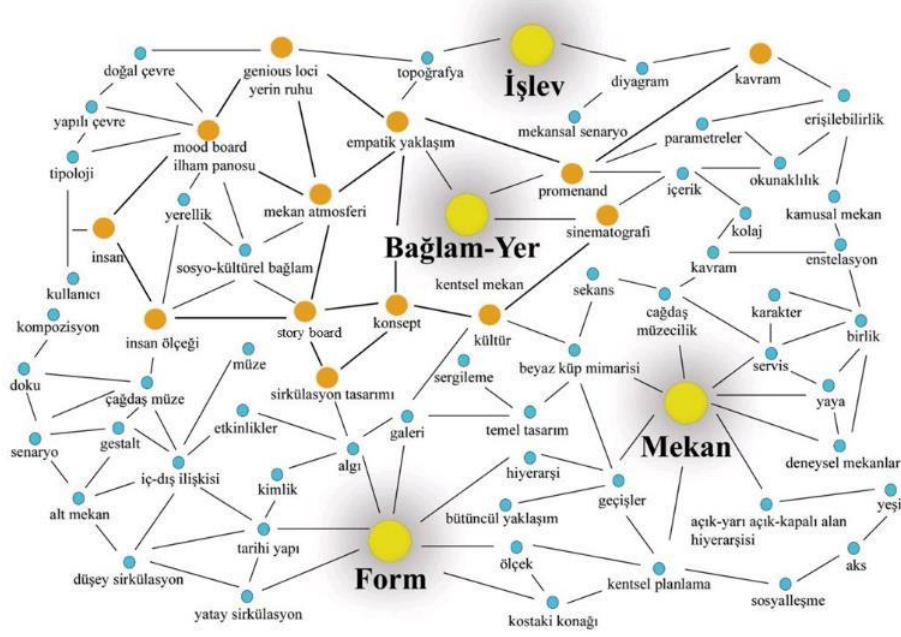 doğal çevre
genious loci
yerin ruhu
topoğrafya
İşlev
diyagram
kavram
yapılı çevre
mood board
ilham panosu
empatik yaklaşım
mekansal senaryo
parametreler
erişilebilirlik
tipoloji
yerellik
mekan atmosferi
promenand
içerik
okunaklılık
insan
sosyo-kültürel bağlam
Bağlam-Yer
sinematografi
kolaj
kamusal mekan
kullanıcı
kentsel mekan
sekans
kavram
enstelasyon
kompozisyon
insan ölçeği
story board
konsept
kültür
çağdaş
müzecilik
karakter
birlik
doku
çağdaş müze
müze
sirkülasyon tasarımı
sergileme
beyaz küp mimarisi
servis
yaya
senaryo
gestalt
etkinlikler
algı
galeri
temel tasarım
Mekan
deneysel mekanlar
alt mekan
iç-dış ilişkisi
kimlik
hiyerarşi
geçişler
bütüncül yaklaşım
açık-yarı açık-kapalı alan
hiyerarşisi
yeşi
düşey sirkülasyon
tarihi yapı
Form
ölçek
kentsel planlama
aks
yatay sirkülasyon
kostaki konağı
sosyalleşme